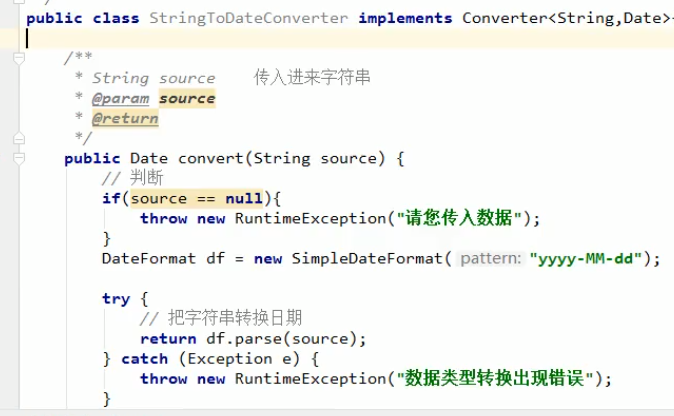 */
public class StringToDateConverter implements Converter<String,Date>
/**
* String source    传入进来字符串
* @param source
* @return
*/
public Date convert(String source) {
// 判断
if(source == null){
throw new RuntimeException("请您传入数据");
}
DateFormat df = new SimpleDateFormat( pattern: "yyyy-MM-dd");
try {
// 把字符串转换日期
return df.parse(source);
} catch (Exception e) {
throw new RuntimeException("数据类型转换出现错误");
}